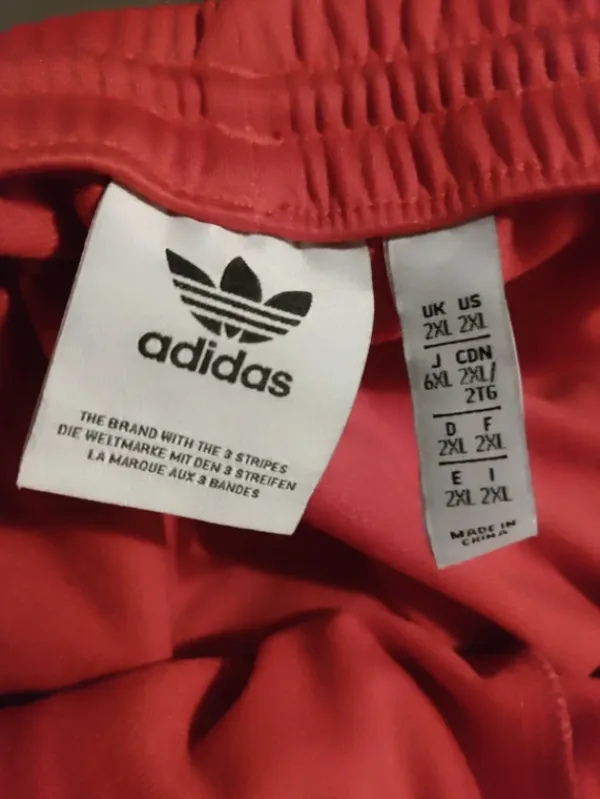 adidas
THE BRAND WITH THE 3 STRIPES
DIE WELTMARKE MIT DEN 3 STREIFEN
LA MARQUE AUX 3 BANDES
UK US
2XL 2XL
J CDN
6XL 2XL/
2TG
D F
2XL 2XL
E I
2XL 2XL
MADE IN
CHINA